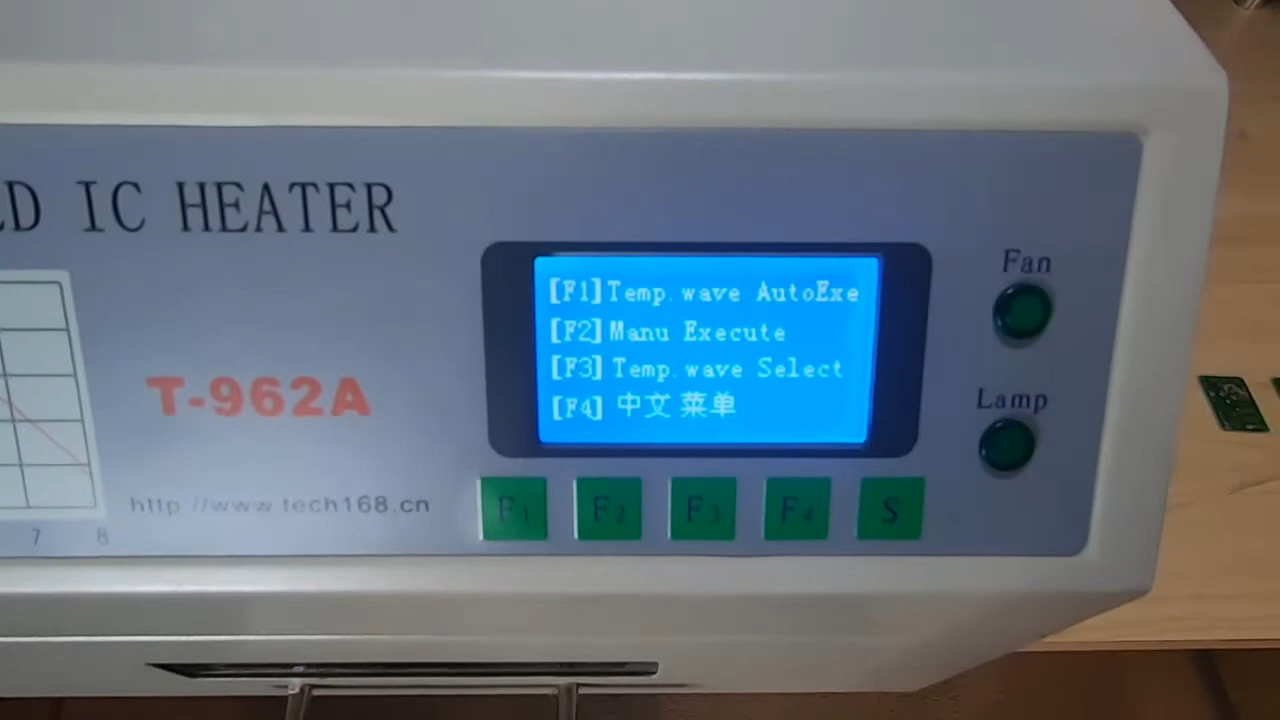 ED IC HEATER
T-962A
http://www.tech168.cn
7 8
[F1]Temp.wave AutoExe
[F2]Manu Execute
[F3]Temp.wave Select
[F4] 中文菜单
Fan
Lamp
F1 F2 F3 F4 S